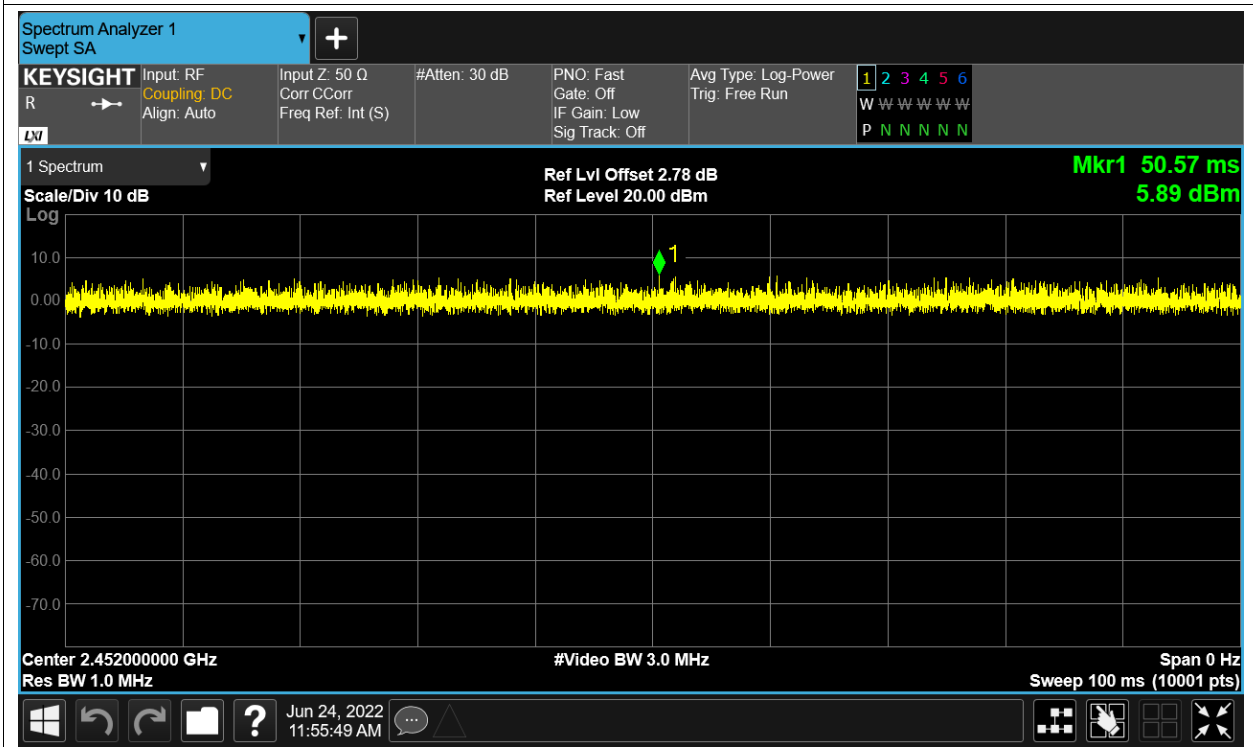 Spectrum Analyzer 1
Swept SA
KEYSIGHT
R
LXI
Input: RF
Coupling: DC
Align: Auto
Input Z: 50 Ω
Corr CCorr
Freq Ref: Int (S)
#Atten: 30 dB
PNO: Fast
Gate: Off
IF Gain: Low
Sig Track: Off
Avg Type: Log-Power
Trig: Free Run
1 2 3 4 5 6
W W W W W W
P N N N N N
1 Spectrum
Scale/Div 10 dB
Log
Ref Lvl Offset 2.78 dB
Ref Level 20.00 dBm
Mkr1 50.57 ms
5.89 dBm
1
10.0
0.00
-10.0
-20.0
-30.0
-40.0
-50.0
-60.0
-70.0
Center 2.452000000 GHz
Res BW 1.0 MHz
#Video BW 3.0 MHz
Span 0 Hz
Sweep 100 ms (10001 pts)
?
Jun 24, 2022
11:55:49 AM